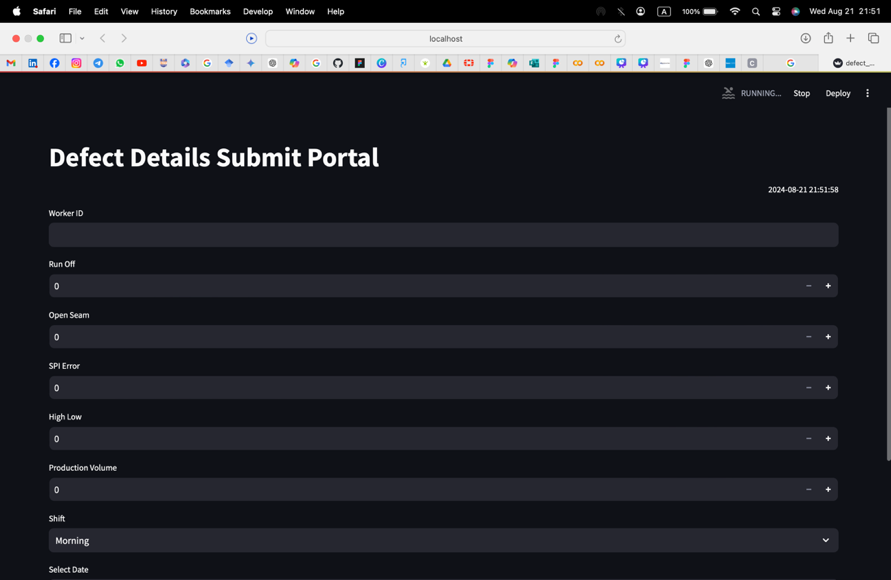 Safari File Edit View History Bookmarks Develop Window Help A 100% Wed Aug 21 21:51
localhost
defect_...
RUNNING... Stop Deploy
Defect Details Submit Portal
2024-08-21 21:51:58
Worker ID
Run Off
0
Open Seam
0
SPI Error
0
High Low
0
Production Volume
0
Shift
Morning
Select Date